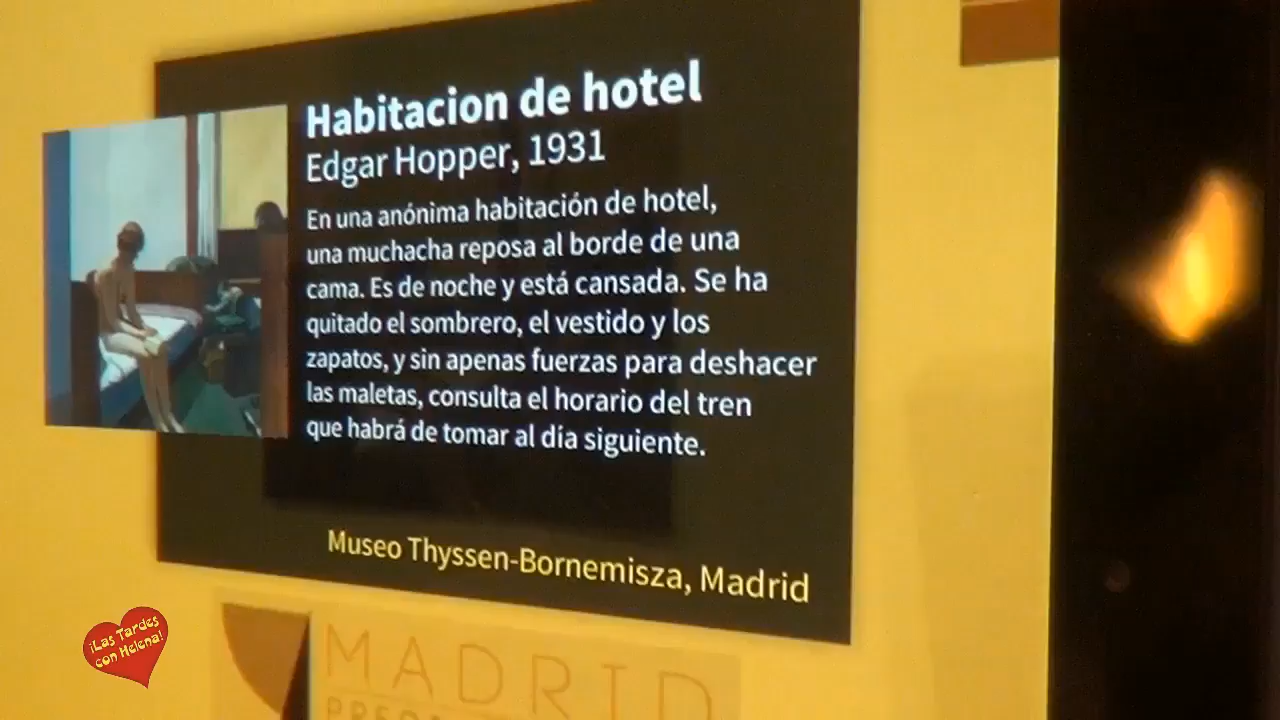 Habitacion de hotel
Edgar Hopper, 1931
En una anónima habitación de hotel,
una muchacha reposa al borde de una
cama. Es de noche y está cansada. Se ha
quitado el sombrero, el vestido y los
zapatos, y sin apenas fuerzas para deshacer
las maletas, consulta el horario del tren
que habrá de tomar al día siguiente.
Museo Thyssen-Bornemisza, Madrid
¡Las Tardes
con Helena!
MADRID